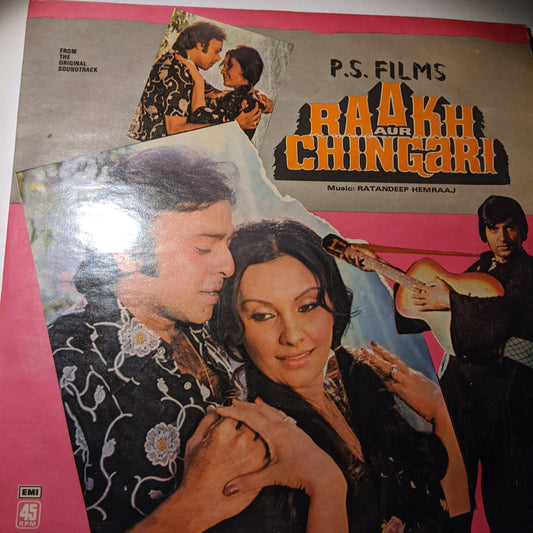 FROM
THE
ORIGINAL
SOUNDTRACK
P.S. FILMS
RAAKH
AUR
CHINGARI
Music: RATANDEEP HEMRAAJ
EMI
45
RPM